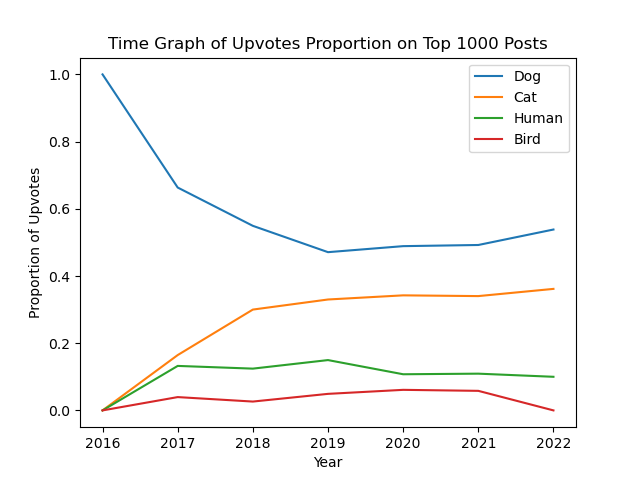 Time Graph of Upvotes Proportion on Top 1000 Posts
Dog
Cat
Human
Bird
Proportion of Upvotes
1.0
0.8
0.6
0.4
0.2
0.0
2016 2017 2018 2019 2020 2021 2022
Year